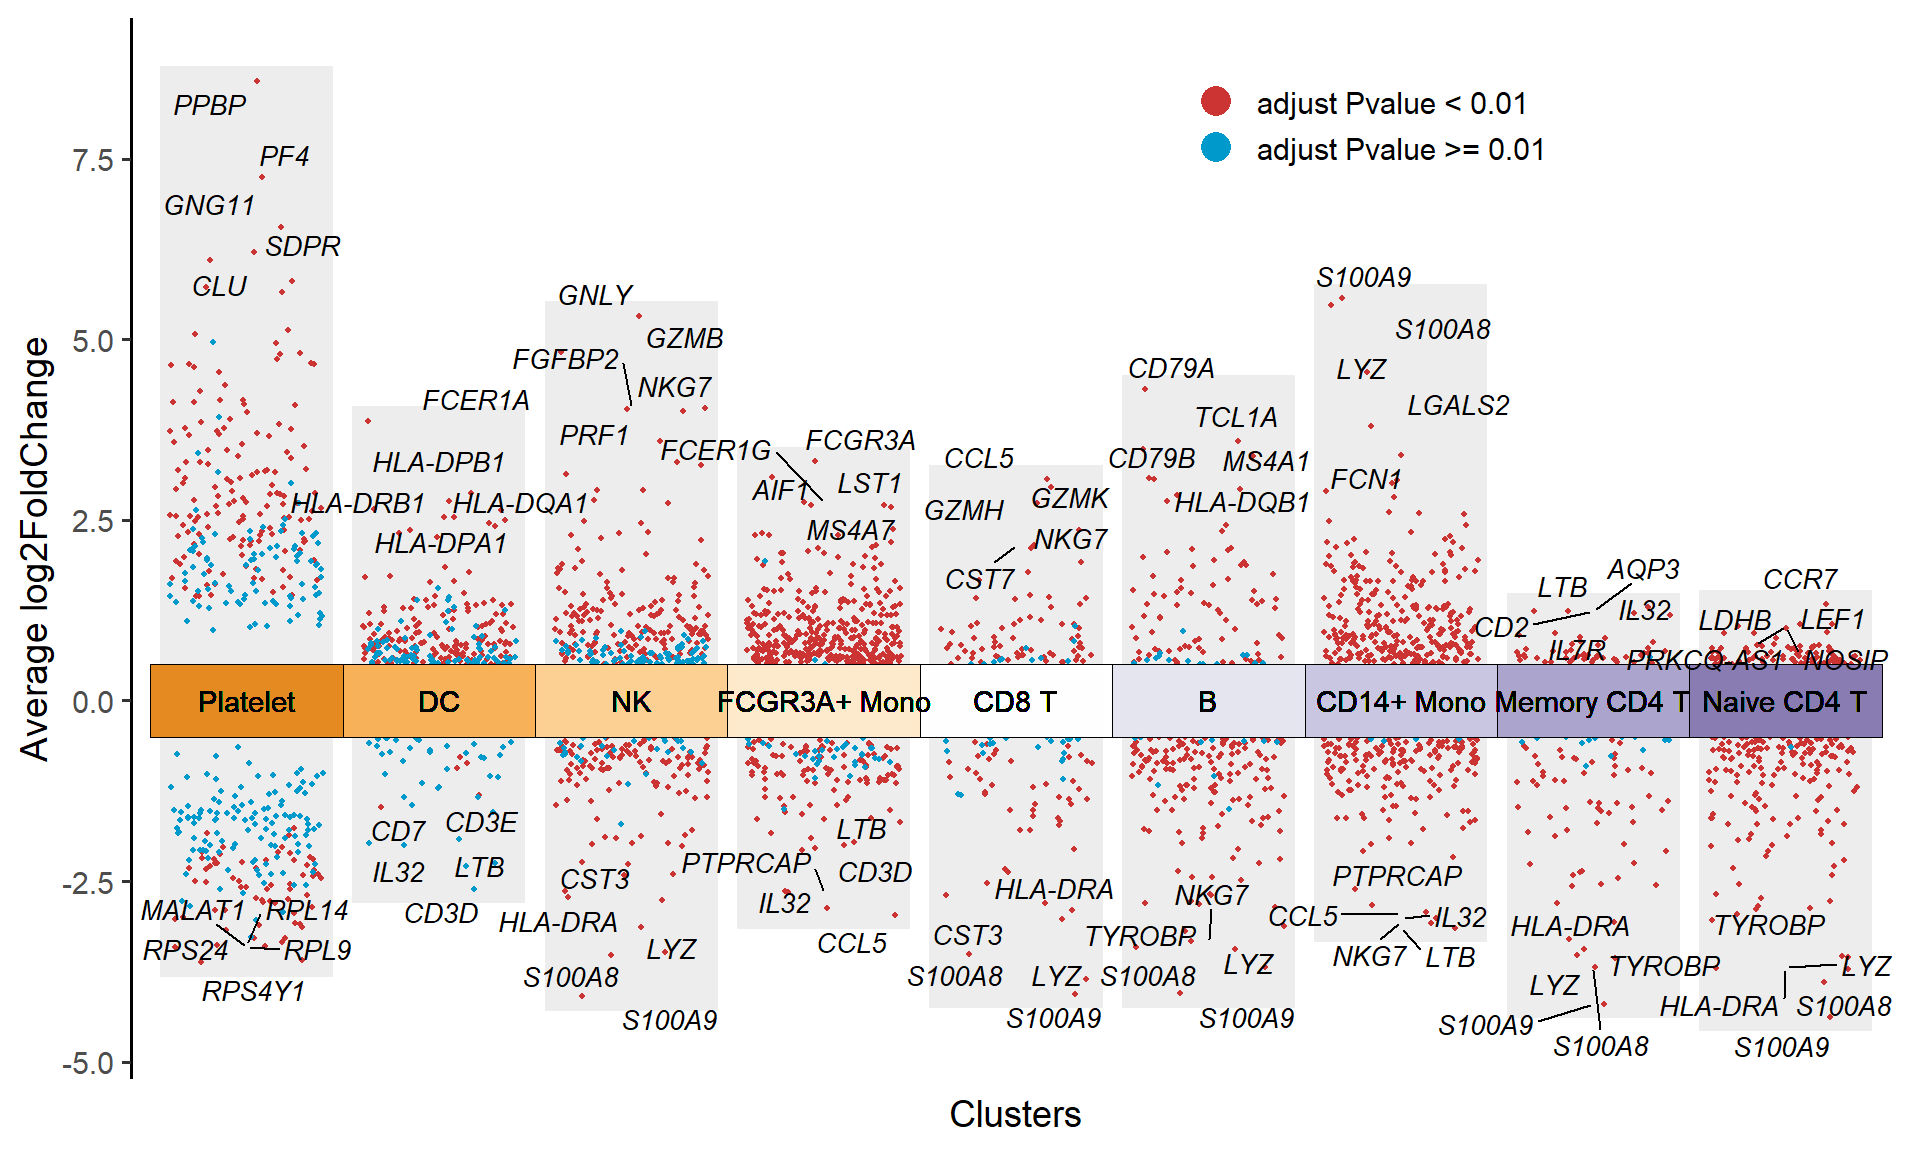 Average log2FoldChange
7.5
5.0
2.5
0.0
-2.5
-5.0
adjust Pvalue < 0.01
adjust Pvalue >= 0.01
PPBP
PF4
GNG11
SDPR
CLU
FCER1A
HLA-DPB1
HLA-DRB1
HLA-DQA1
HLA-DPA1
GNLY
GZMB
FGFBP2
NKG7
PRF1
FCER1G
FCGR3A
AIF1
LST1
MS4A7
CCL5
GZMH
GZMK
NKG7
CST7
CD79A
TCL1A
CD79B
MS4A1
HLA-DQB1
S100A9
S100A8
LYZ
LGALS2
FCN1
LTB
AQP3
CD2
IL32
IL7R
CCR7
LDHB
LEF1
PRKCQ-AS1
NOSIP
Platelet
DC
NK
FCGR3A+ Mono
CD8 T
B
CD14+ Mono
Memory CD4 T
Naive CD4 T
MALAT1
RPL14
RPS24
RPL9
RPS4Y1
CD7
CD3E
IL32
LTB
CD3D
CST3
HLA-DRA
LYZ
S100A8
S100A9
LTB
PTPRCAP
CD3D
IL32
CCL5
HLA-DRA
CST3
S100A8
LYZ
S100A9
NKG7
TYROBP
S100A8
LYZ
S100A9
PTPRCAP
CCL5
IL32
NKG7
LTB
HLA-DRA
TYROBP
LYZ
S100A9
S100A8
TYROBP
LYZ
HLA-DRA
S100A8
S100A9
Clusters